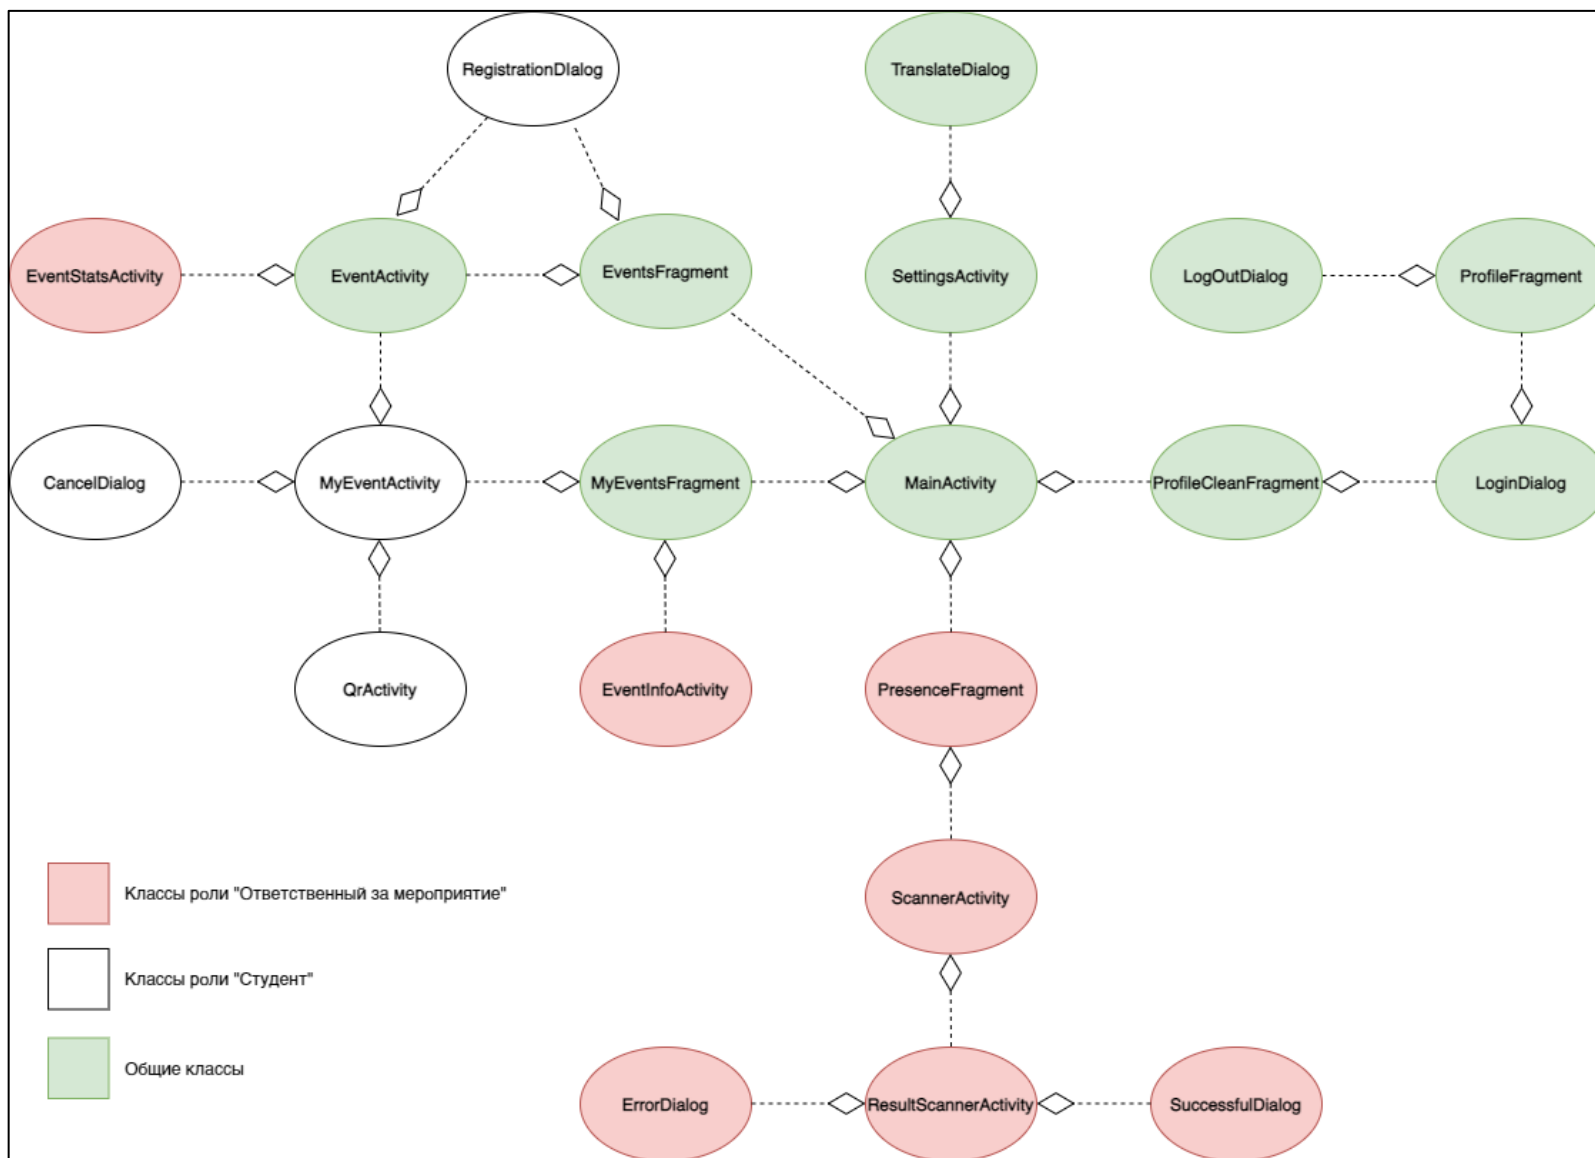 RegistrationDIalog
TranslateDialog
EventStatsActivity
EventActivity
EventsFragment
SettingsActivity
LogOutDialog
ProfileFragment
CancelDialog
MyEventActivity
MyEventsFragment
MainActivity
ProfileCleanFragment
LoginDialog
QrActivity
EventInfoActivity
PresenceFragment
Классы роли "Ответственный за мероприятие"
ScannerActivity
Классы роли "Студент"
Общие классы
ErrorDialog
ResultScannerActivity
SuccessfulDialog